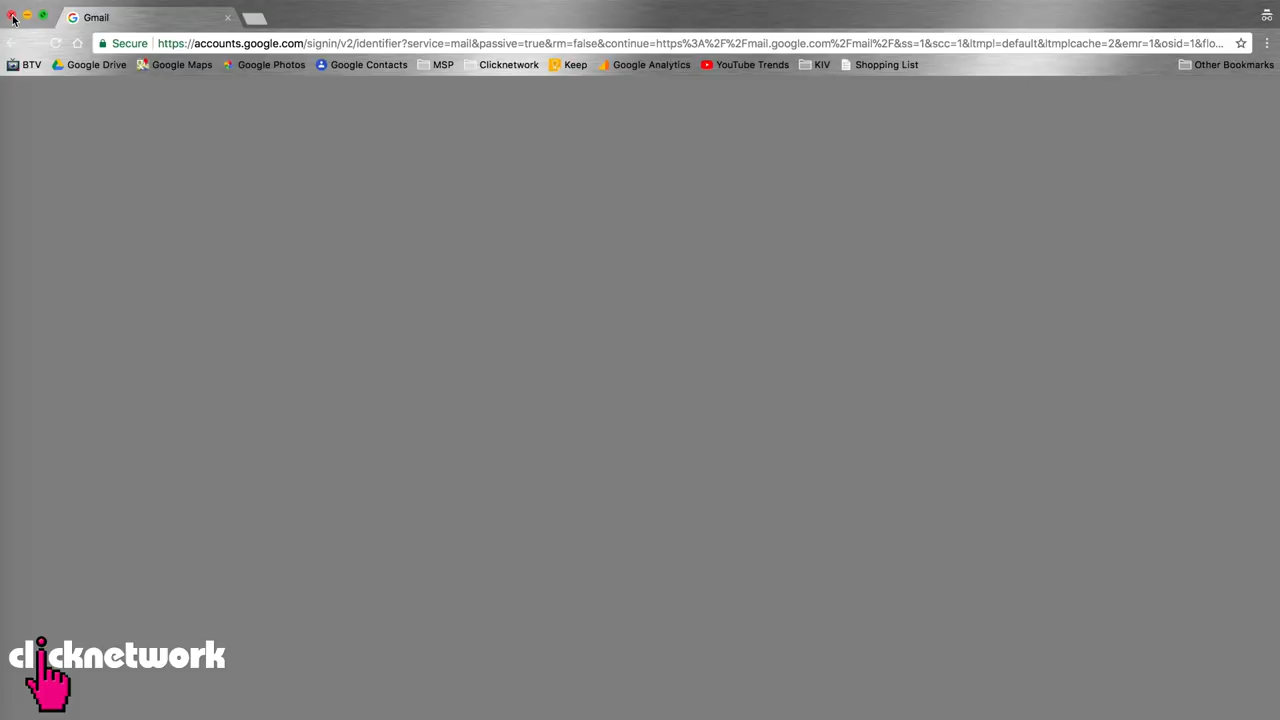 Gmail
Secure https://accounts.google.com/signin/v2/identifier?service=mail&passive=true&rm=false&continue=https%3A%2F%2Fmail.google.com%2Fmail%2F&ss=1&scc=1&ltmpl=default&ltmplcache=2&emr=1&osid=1&flo...
BTV Google Drive Google Maps Google Photos Google Contacts MSP Clicknetwork Keep Google Analytics YouTube Trends KIV Shopping List Other Bookmarks
clicknetwork